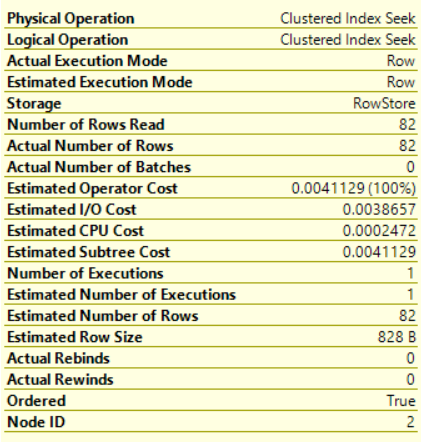 Physical Operation Clustered Index Seek
Logical Operation Clustered Index Seek
Actual Execution Mode Row
Estimated Execution Mode Row
Storage RowStore
Number of Rows Read 82
Actual Number of Rows 82
Actual Number of Batches 0
Estimated Operator Cost 0.0041129 (100%)
Estimated I/O Cost 0.0038657
Estimated CPU Cost 0.0002472
Estimated Subtree Cost 0.0041129
Number of Executions 1
Estimated Number of Executions 1
Estimated Number of Rows 82
Estimated Row Size 828 B
Actual Rebinds 0
Actual Rewinds 0
Ordered True
Node ID 2